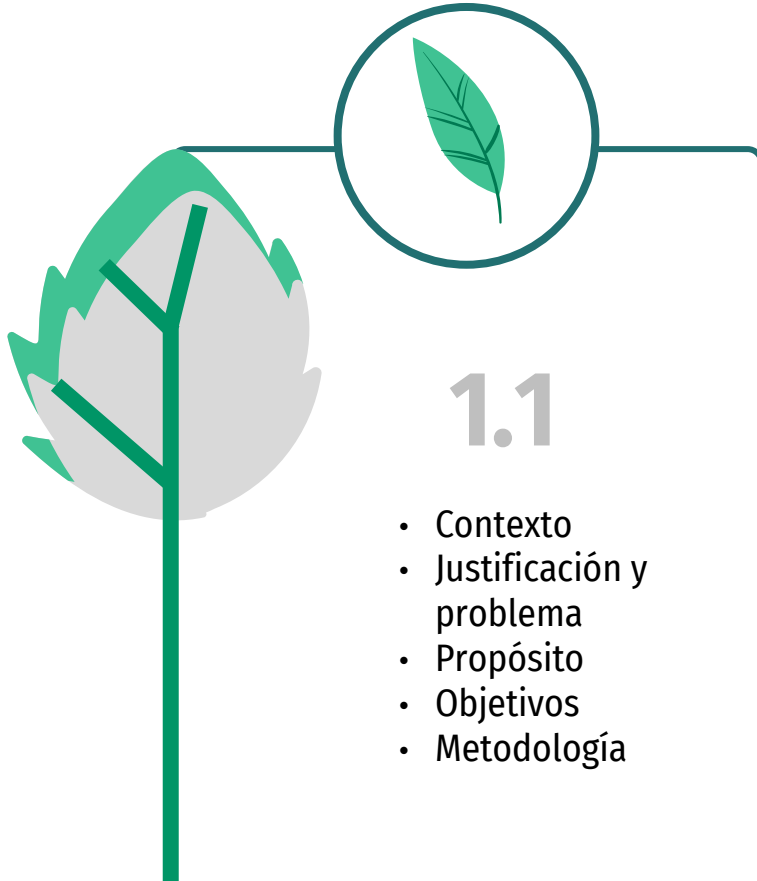 1.1
• Contexto
• Justificación y
problema
• Propósito
• Objetivos
• Metodología